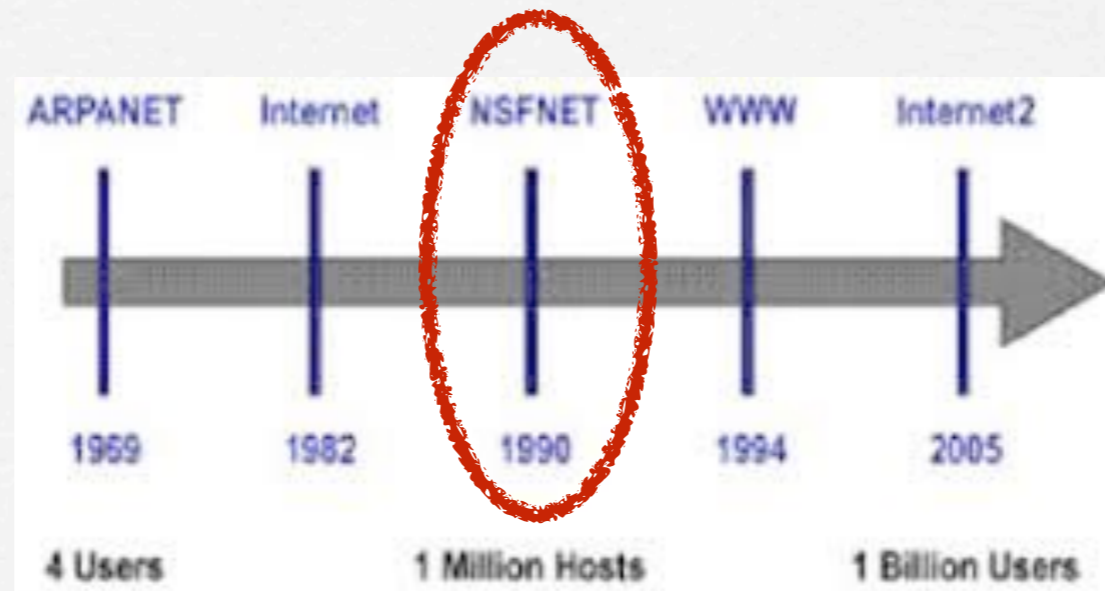 ARPANET Internet NSFNET WWW Internet2
1969 1982 1990 1994 2005
4 Users 1 Million Hosts 1 Billion Users